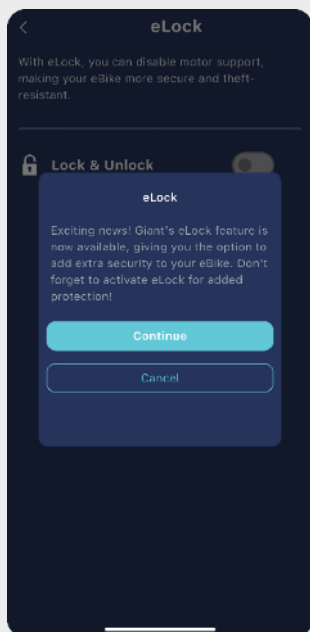 eLock
With eLock, you can disable motor support,
making your eBike more secure and theft-
resistant.
Lock & Unlock
eLock
Exciting news! Giant's eLock feature is
now available, giving you the option to
add extra security to your eBike. Don't
forget to activate eLock for added
protection!
Continue
Cancel